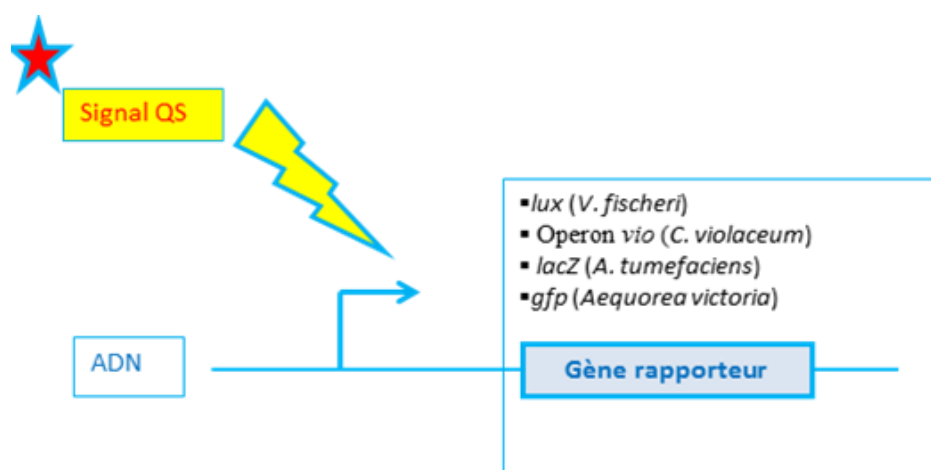 Signal QS
▪lux (V. fischeri)
▪ Operon vio (C. violaceum)
▪ lacZ (A. tumefaciens)
▪gfp (Aequorea victoria)
ADN
Gène rapporteur